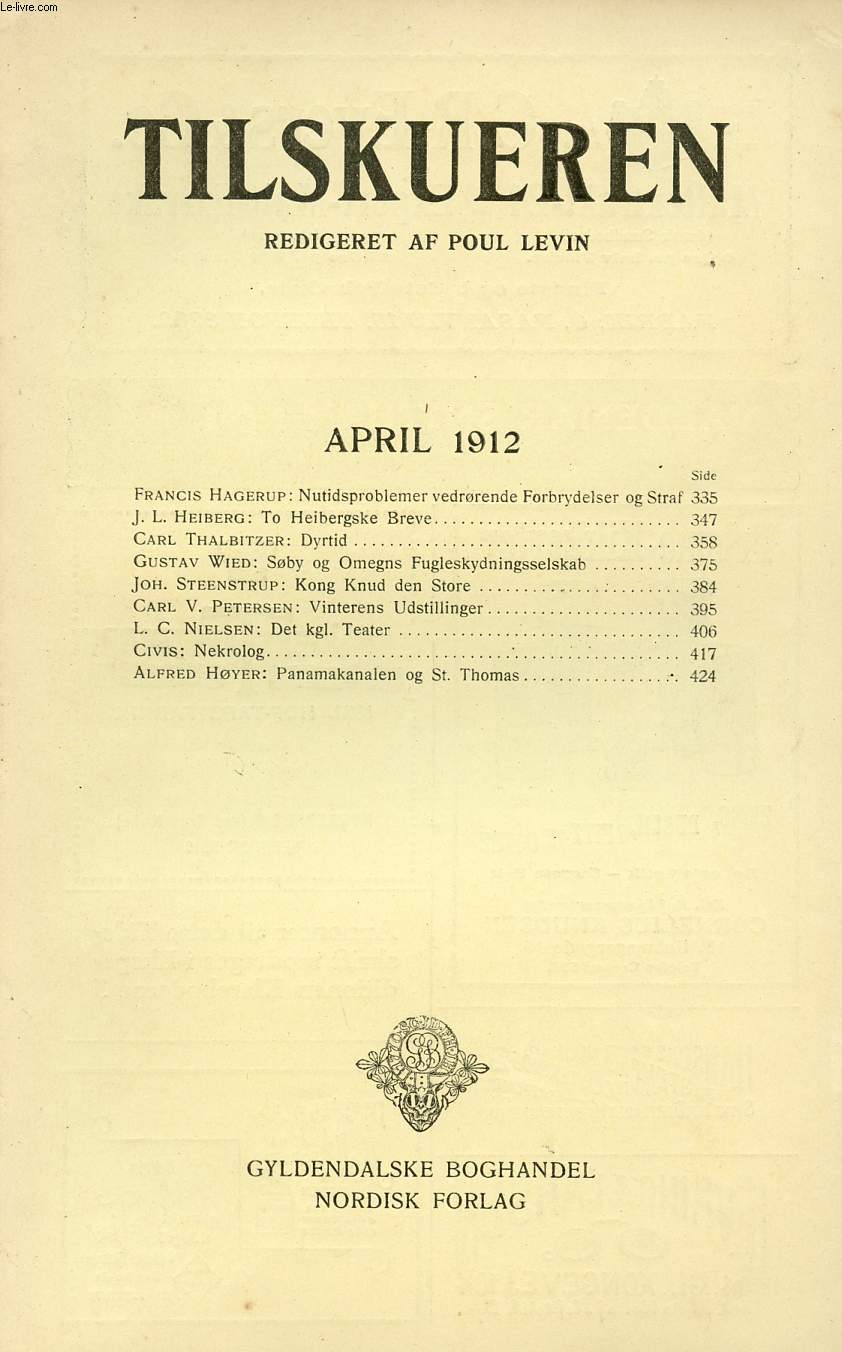 Le-livre.com
TILSKUEREN
REDIGERET AF POUL LEVIN
APRIL 1912
Side
FRANCIS HAGERUP: Nutidsproblemer vedrørende Forbrydelser og Straf 335
J. L. HEIBERG: To Heibergske Breve............................ 347
CARL THALBITZER: Dyrtid ..................................... 358
GUSTAV WIED: Søby og Omegns Fugleskydningsselskab .......... 375
JOH. STEENSTRUP: Kong Knud den Store ....................... 384
CARL V. PETERSEN: Vinterens Udstillinger...................... 395
L. C. NIELSEN: Det kgl. Teater ................................ 406
CIVIS: Nekrolog............................................... 417
ALFRED HØYER: Panamakanalen og St. Thomas.................. 424
GYLDENDALSKE BOGHANDEL
NORDISK FORLAG